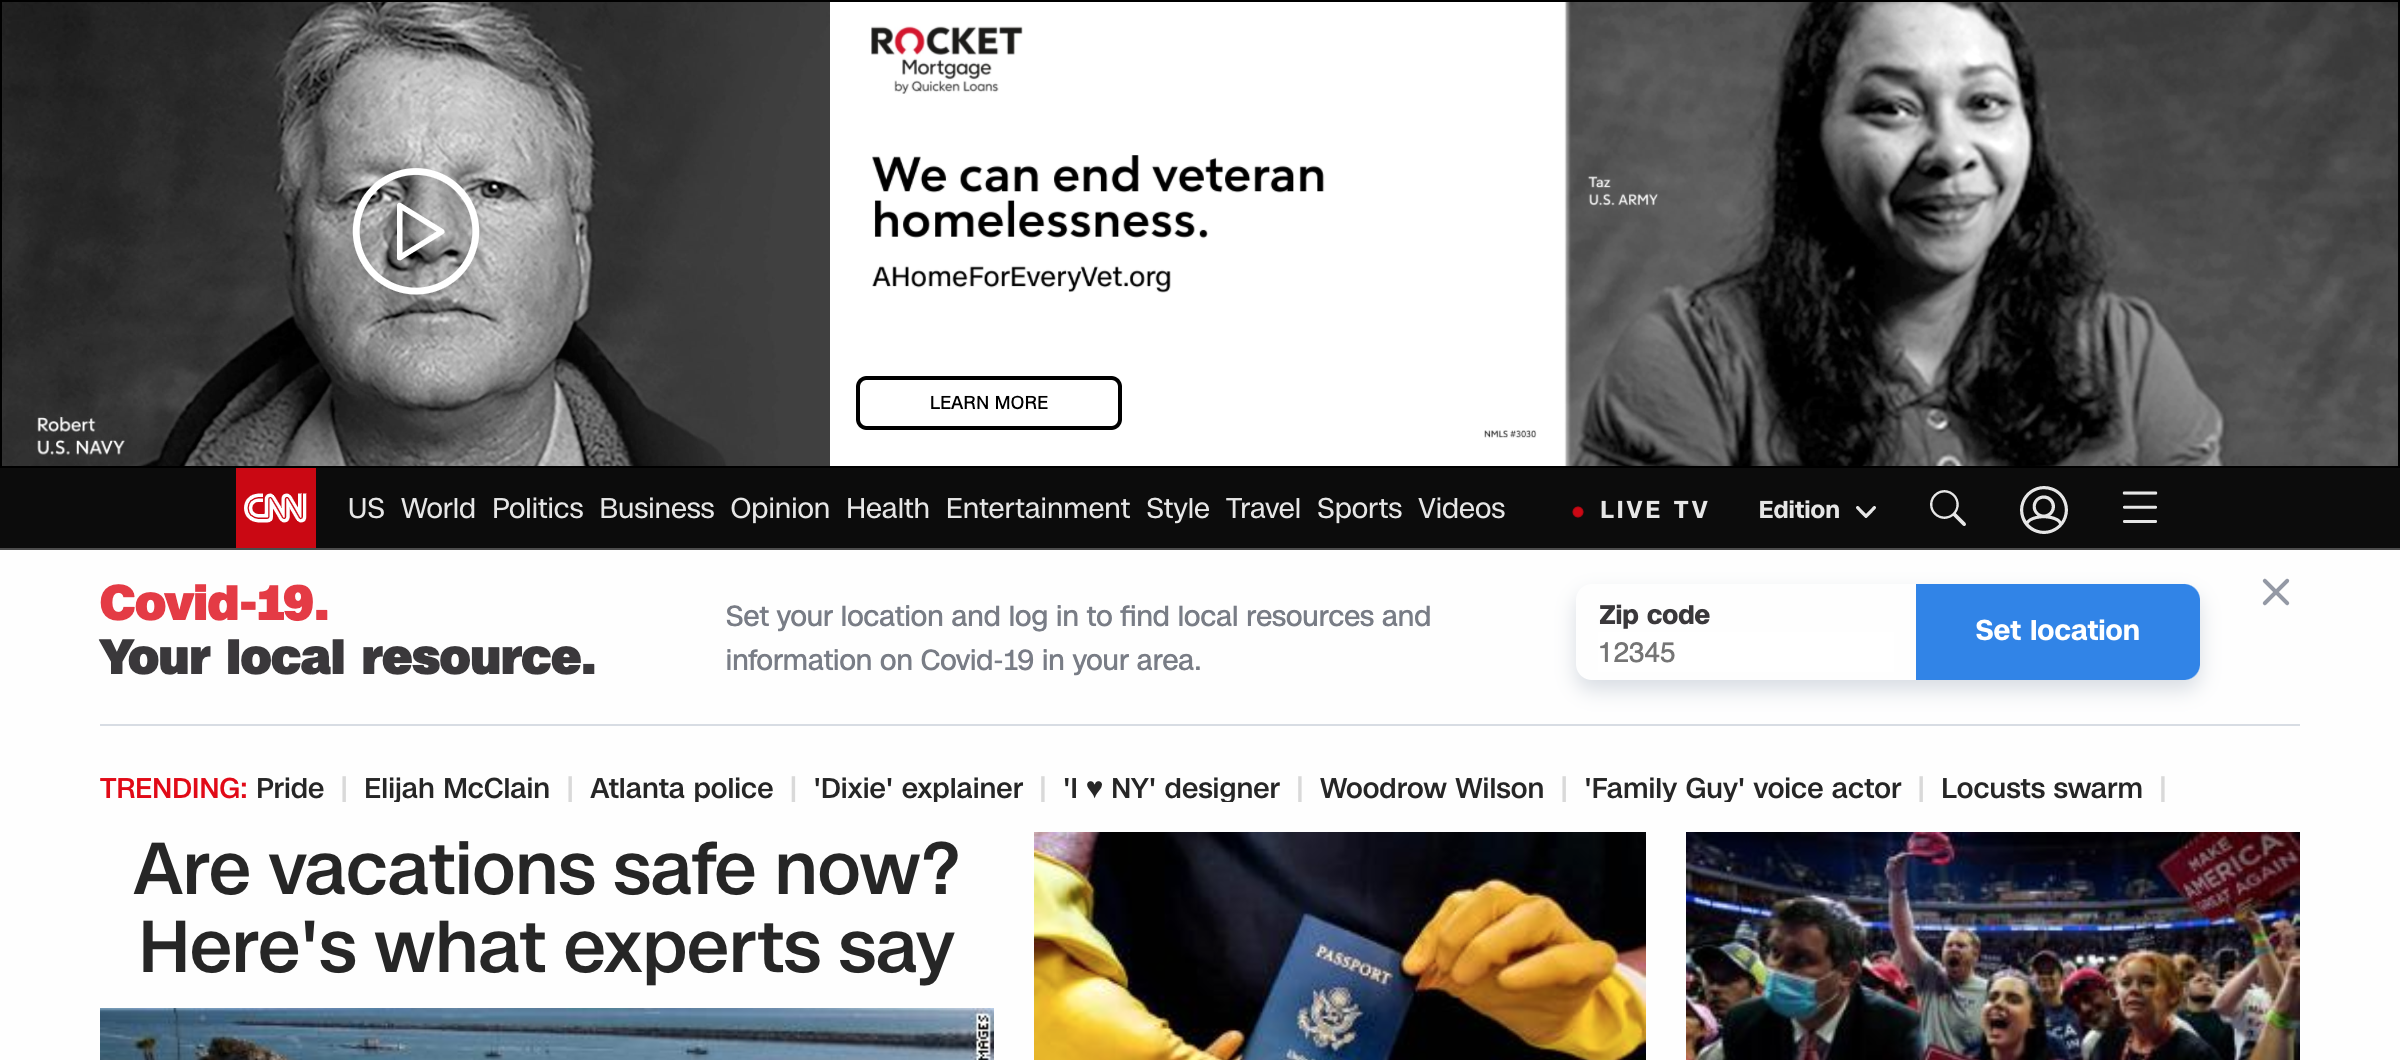 ROCKET
Mortgage
by Quicken Loans
We can end veteran
homelessness.
AHomeForEveryVet.org
LEARN MORE
NMLS #3030
Robert
U.S. NAVY
Taz
U.S. ARMY
CNN
US World Politics Business Opinion Health Entertainment Style Travel Sports Videos
LIVE TV
Edition
Covid-19.
Your local resource.
Set your location and log in to find local resources and
information on Covid-19 in your area.
Zip code
12345
Set location
TRENDING: Pride | Elijah McClain | Atlanta police | 'Dixie' explainer | 'I ♥ NY' designer | Woodrow Wilson | 'Family Guy' voice actor | Locusts swarm |
Are vacations safe now?
Here's what experts say
PASSPORT
MAKE
AMERICA
GREAT AGAIN